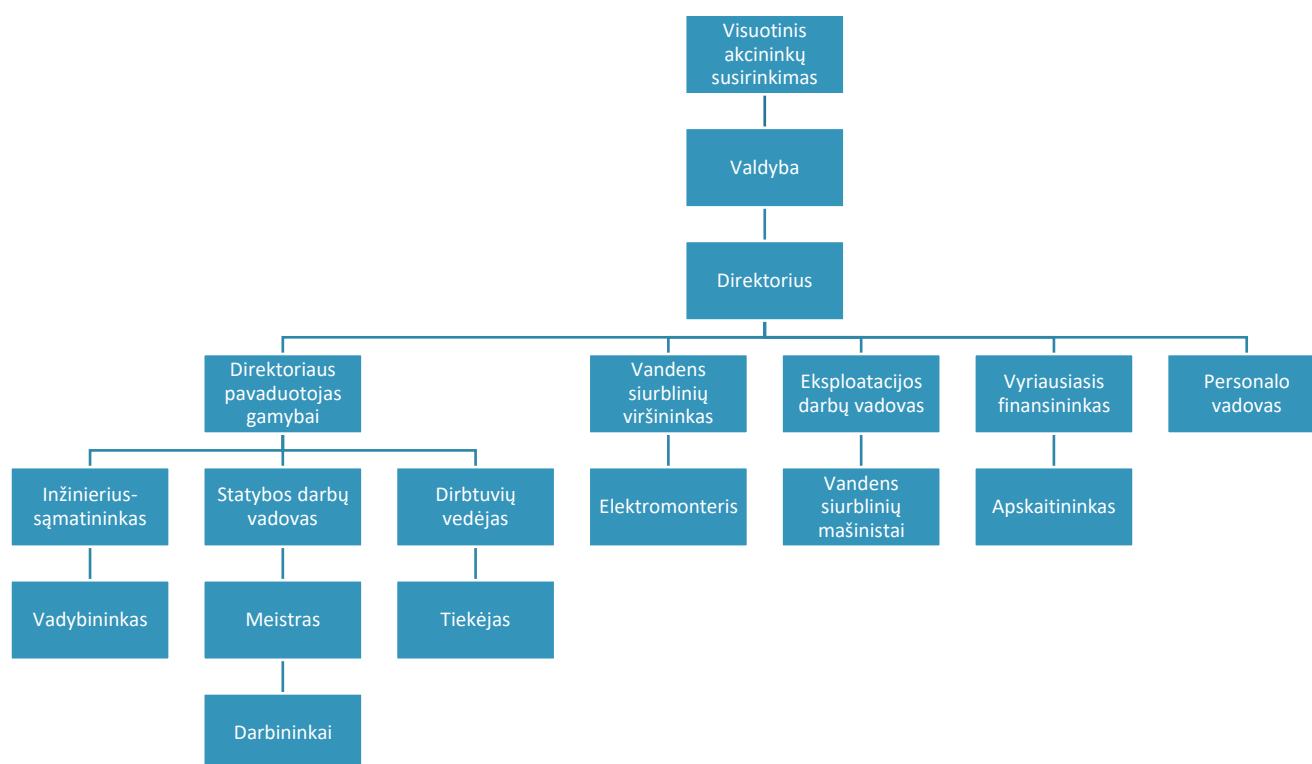 Visuotinis
akcininkų
susirinkimas
Valdyba
Direktorius
Direktoriaus
pavaduotojas
gamybai
Vandens
siurblinių
viršininkas
Eksploatacijos
darbų vadovas
Vyriausiasis
finansininkas
Personalo
vadovas
Inžinierius-
sąmatininkas
Statybos darbų
vadovas
Dirbtuvių
vedėjas
Elektromonteris
Vandens
siurblinių
mašinistai
Apskaitininkas
Vadybininkas
Meistras
Tiekėjas
Darbininkai